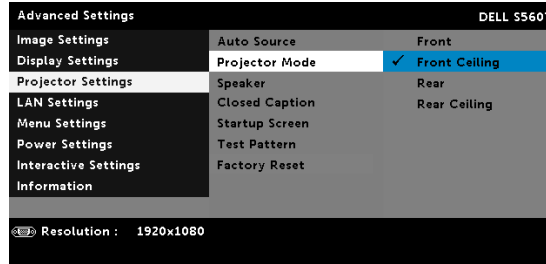 Advanced Settings
DELL S560
Image Settings
Display Settings
Projector Settings
LAN Settings
Menu Settings
Power Settings
Interactive Settings
Information
Auto Source
Projector Mode
Speaker
Closed Caption
Startup Screen
Test Pattern
Factory Reset
Front
Front Ceiling
Rear
Rear Ceiling
Resolution : 1920x1080